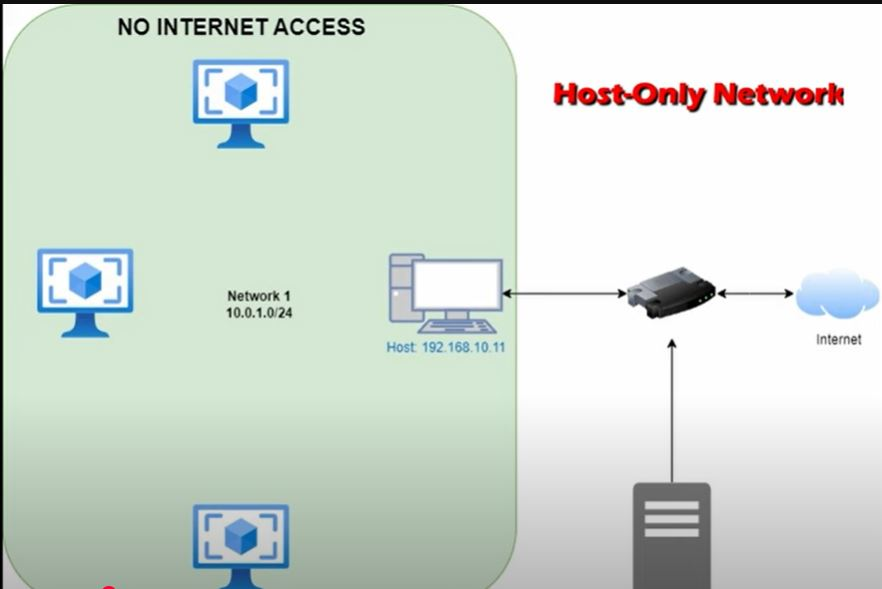 NO INTERNET ACCESS
Host-Only Network
Network 1
10.0.1.0/24
Host: 192.168.10.11
Internet